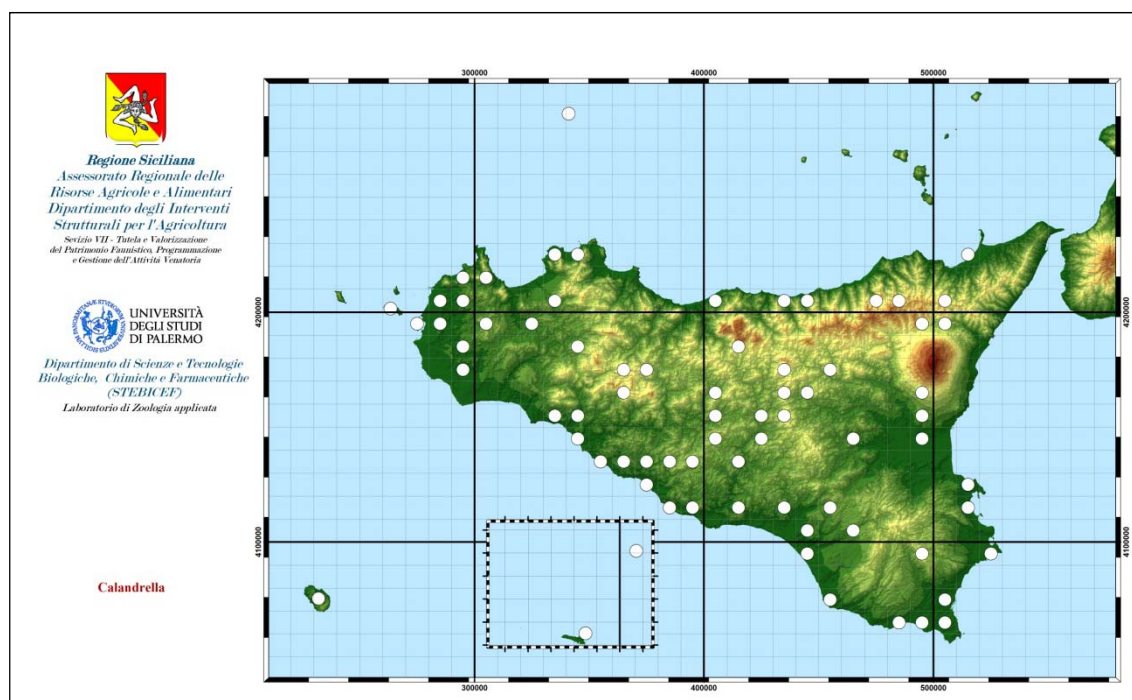 Regione Siciliana
Assessorato Regionale delle
Risorse Agricole e Alimentari
Dipartimento degli Interventi
Strutturali per l'Agricoltura
Sevizio VII - Tutela e Valorizzazione
del Patrimonio Faunistico, Programmazione
e Gestione dell'Attività Venatoria
UNIVERSITÀ
DEGLI STUDI
DI PALERMO
Dipartimento di Scienze e Tecnologie
Biologiche, Chimiche e Farmaceutiche
(STEBICEF)
Laboratorio di Zoologia applicata
Calandrella
300000
400000
500000
4200000
4200000
4100000
4100000
300000
400000
500000